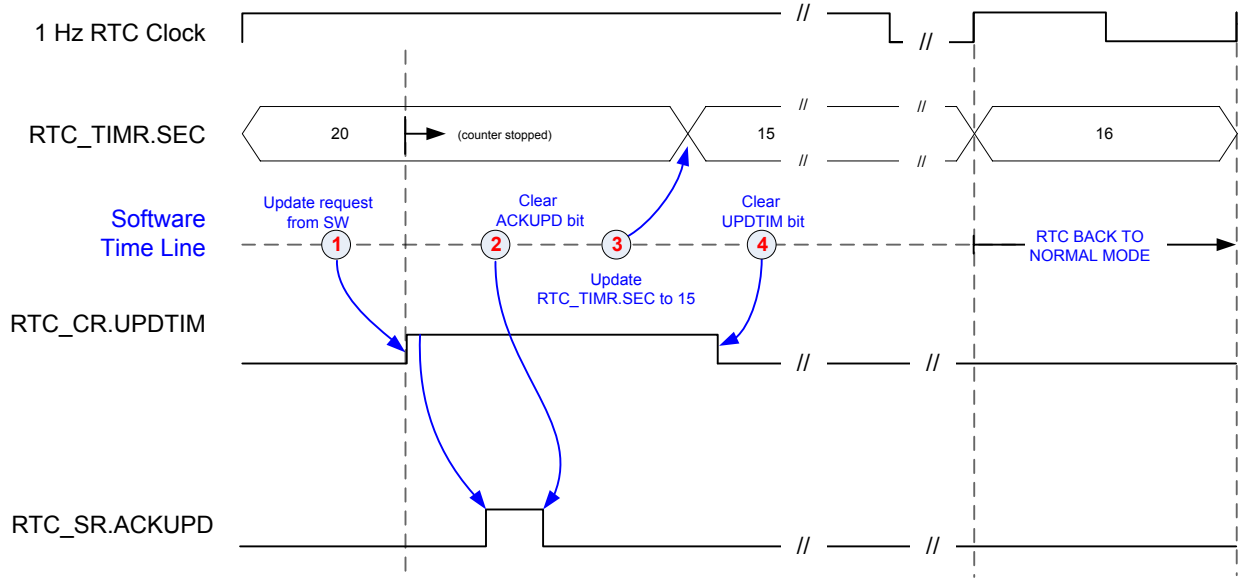 //
1 Hz RTC Clock
//
// //
RTC_TIMR.SEC
20
(counter stopped)
15
16
// //
Software
Time Line
Update request
from SW
1
Clear
ACKUPD bit
2
3
Update
RTC_TIMR.SEC to 15
Clear
UPDTIM bit
4
RTC BACK TO
NORMAL MODE
RTC_CR.UPDTIM
// //
RTC_SR.ACKUPD
// //